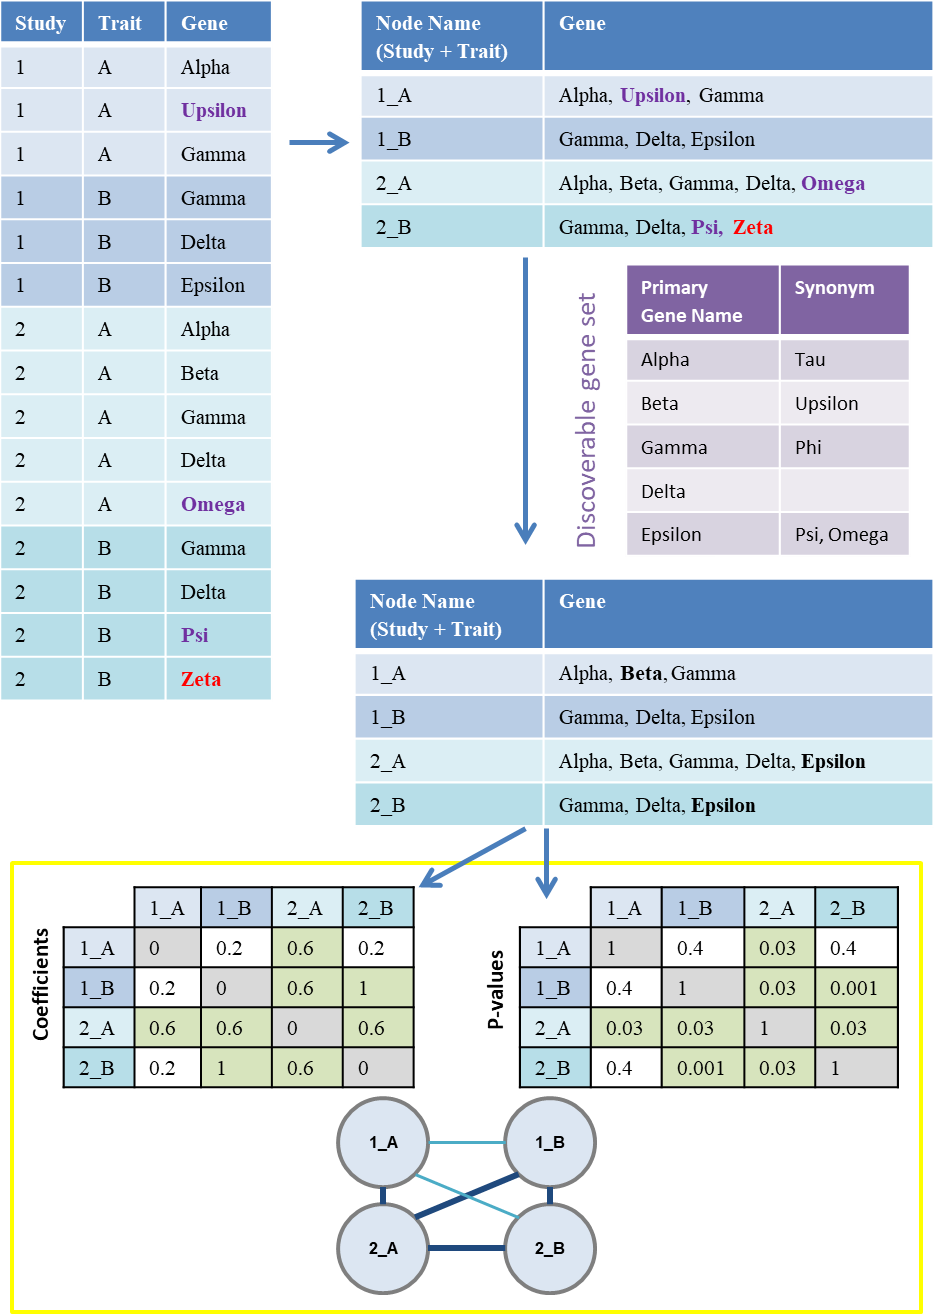 Study Trait Gene
1 A Alpha
1 A Upsilon
1 A Gamma
1 B Gamma
1 B Delta
1 B Epsilon
2 A Alpha
2 A Beta
2 A Gamma
2 A Delta
2 A Omega
2 B Gamma
2 B Delta
2 B Psi
2 B Zeta
Node Name Gene
(Study + Trait)
1_A Alpha, Upsilon, Gamma
1_B Gamma, Delta, Epsilon
2_A Alpha, Beta, Gamma, Delta, Omega
2_B Gamma, Delta, Psi, Zeta
Discoverable gene set
Primary Synonym
Gene Name
Alpha Tau
Beta Upsilon
Gamma Phi
Delta
Epsilon Psi, Omega
Node Name Gene
(Study + Trait)
1_A Alpha, Beta, Gamma
1_B Gamma, Delta, Epsilon
2_A Alpha, Beta, Gamma, Delta, Epsilon
2_B Gamma, Delta, Epsilon
Coefficients
1_A 1_B 2_A 2_B
1_A 0 0.2 0.6 0.2
1_B 0.2 0 0.6 1
2_A 0.6 0.6 0 0.6
2_B 0.2 1 0.6 0
P-values
1_A 1_B 2_A 2_B
1_A 1 0.4 0.03 0.4
1_B 0.4 1 0.03 0.001
2_A 0.03 0.03 1 0.03
2_B 0.4 0.001 0.03 1
1_A 1_B
2_A 2_B